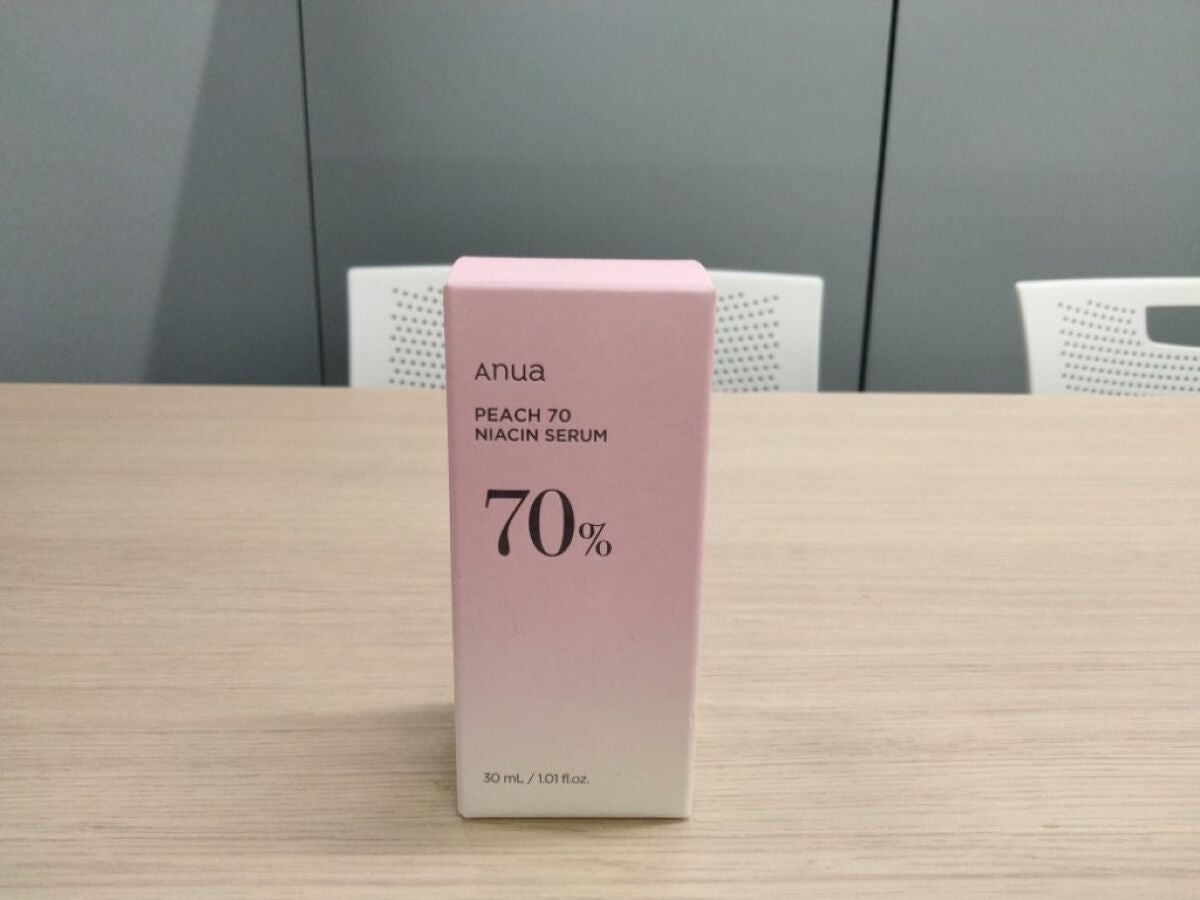 Anua
PEACH 70
NIACIN SERUM
70%
30 mL / 1.01 fl.oz.